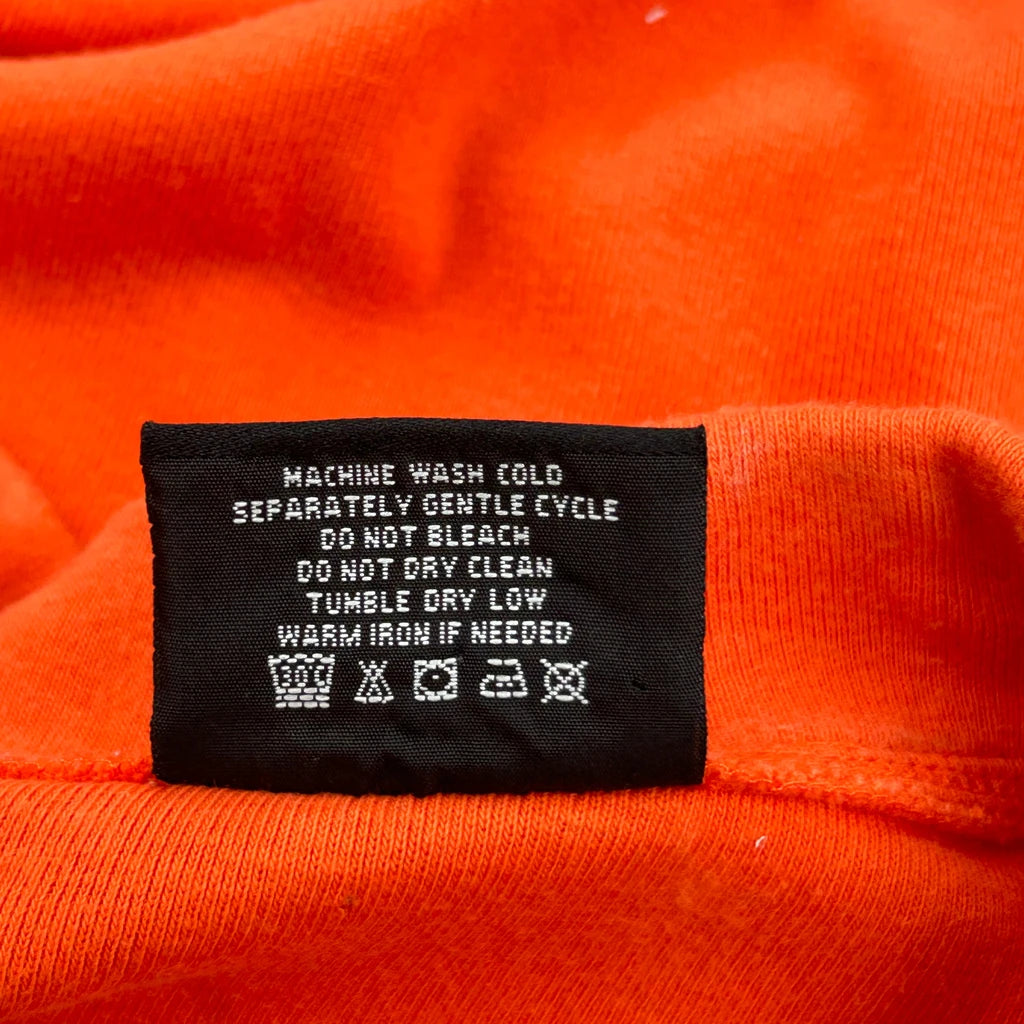 MACHINE WASH COLD
SEPARATELY GENTLE CYCLE
DO NOT BLEACH
DO NOT DRY CLEAN
TUMBLE DRY LOW
WARM IRON IF NEEDED
30°C